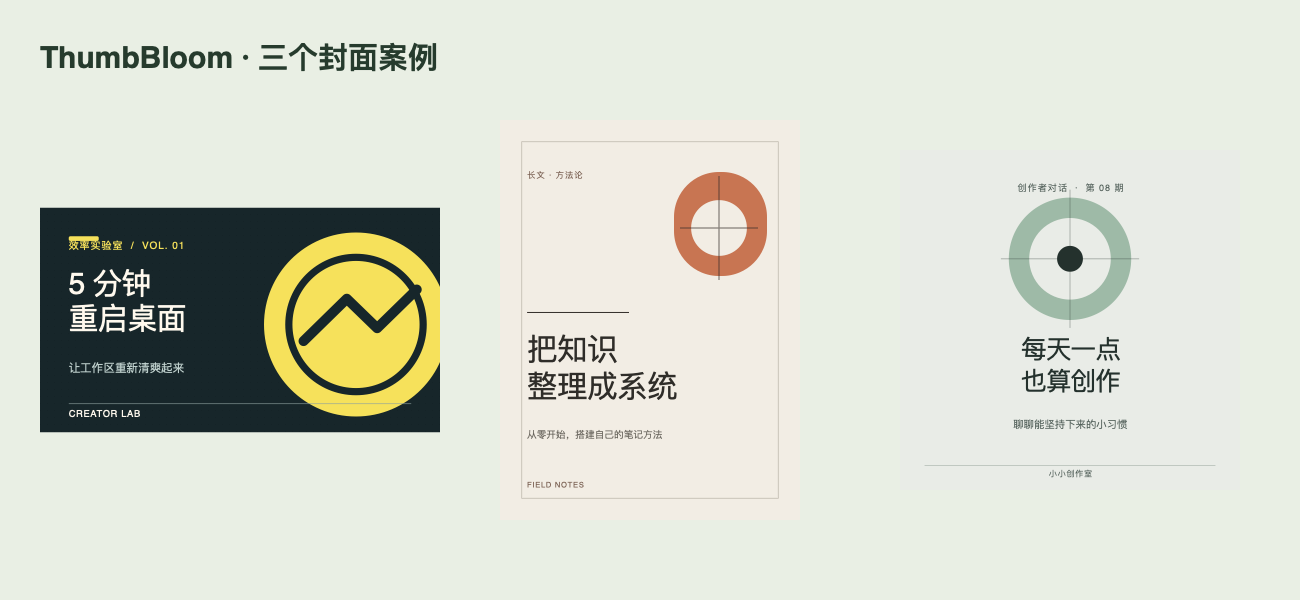 ThumbBloom · 三个封面案例
效率实验室 / VOL. 01
5 分钟
重启桌面
让工作区重新清爽起来
CREATOR LAB
长文 · 方法论
把知识
整理成系统
从零开始，搭建自己的笔记方法
FIELD NOTES
创作者对话 · 第 08 期
每天一点
也算创作
聊聊能坚持下来的小习惯
小小创作室